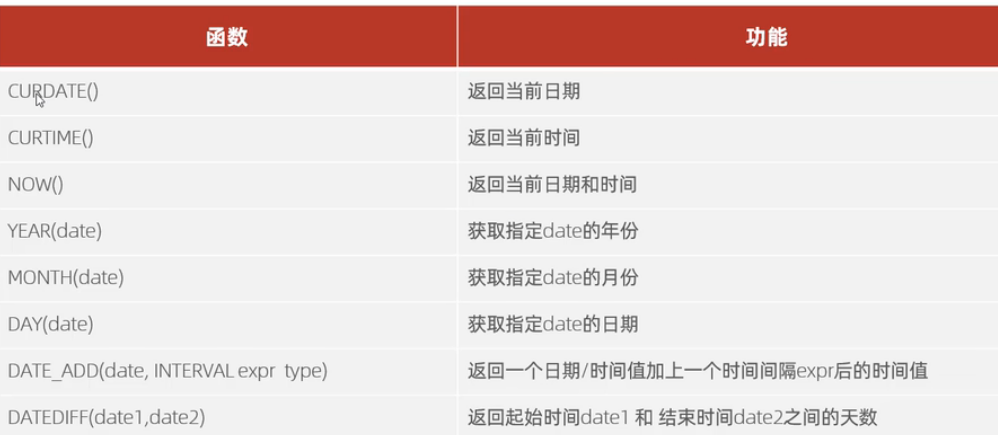 函数 功能
CURDATE() 返回当前日期
CURTIME() 返回当前时间
NOW() 返回当前日期和时间
YEAR(date) 获取指定date的年份
MONTH(date) 获取指定date的月份
DAY(date) 获取指定date的日期
DATE_ADD(date, INTERVAL expr type) 返回一个日期/时间值加上一个时间间隔expr后的时间值
DATEDIFF(date1,date2) 返回起始时间date1 和 结束时间date2之间的天数